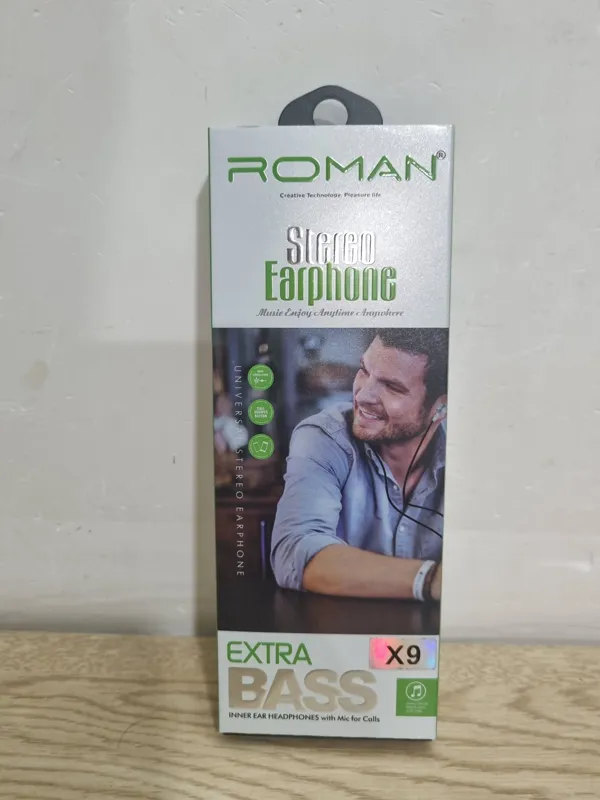 ROMAN®
Creative Technology. Pleasure life
Stereo
Earphone
Music Enjoy Anytime Anywhere
UNIVERSAL STEREO EARPHONE
EXTRA
X9
BASS
INNER EAR HEADPHONES with Mic for Calls